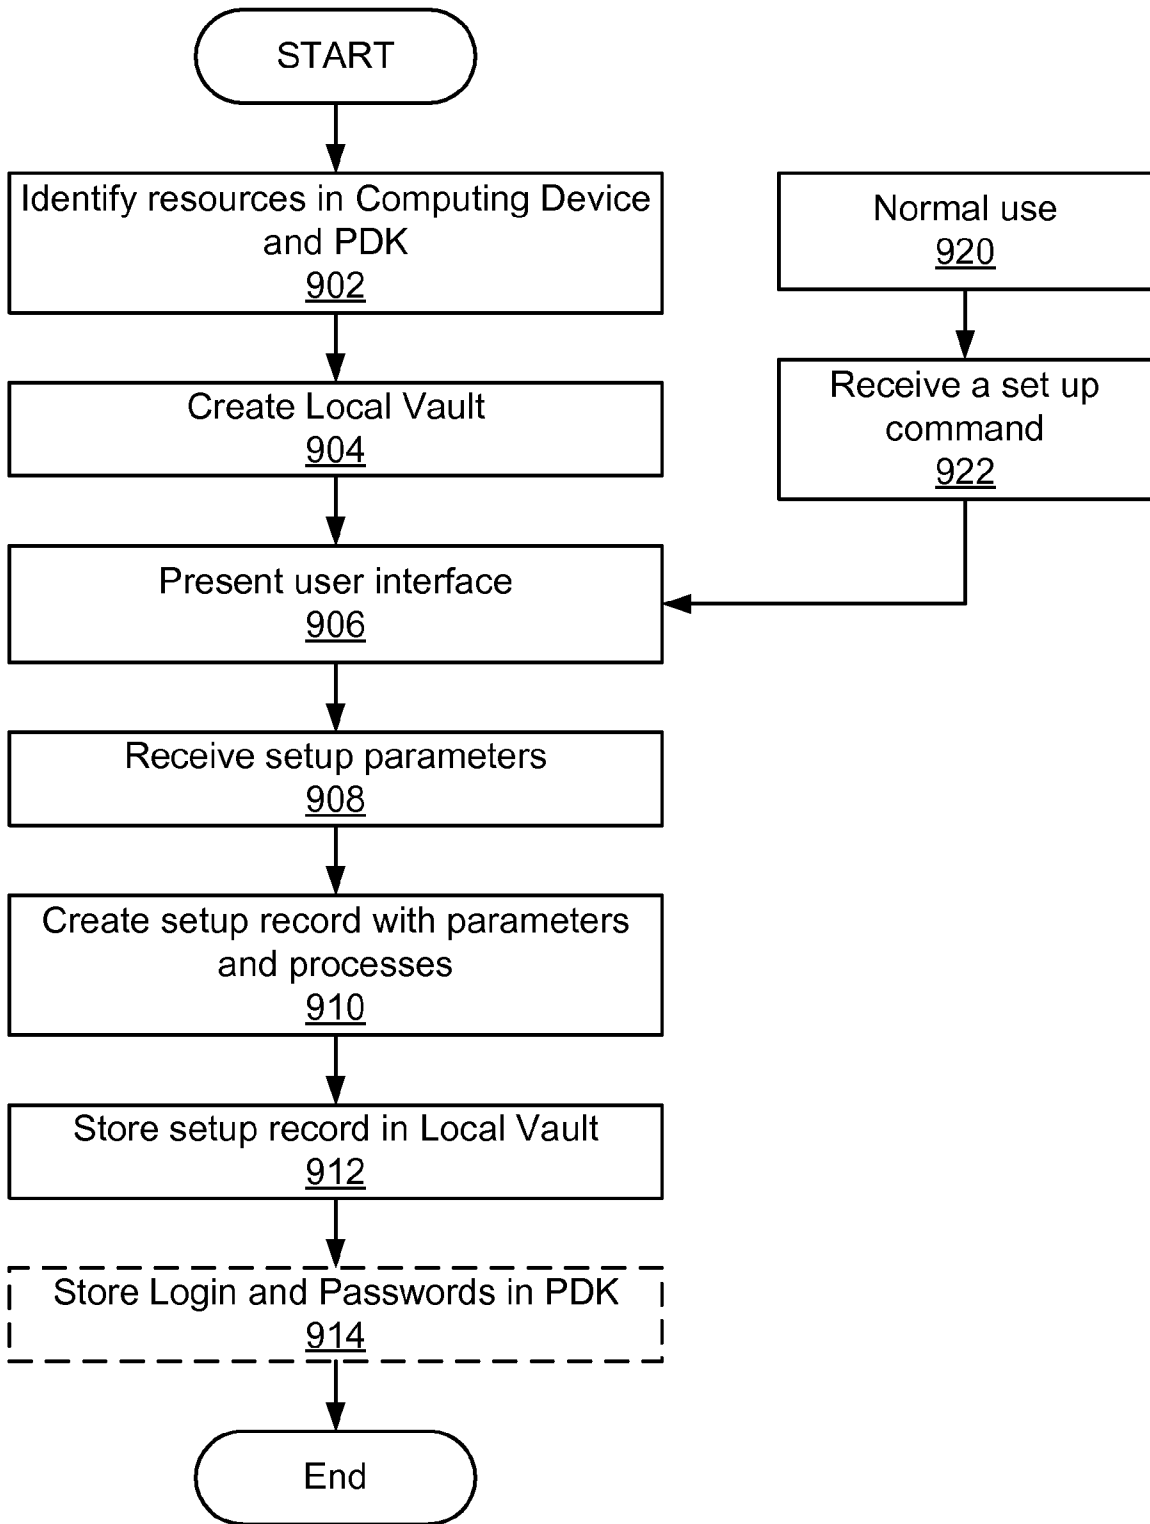 START
Identify resources in Computing Device
and PDK
902
Create Local Vault
904
Present user interface
906
Receive setup parameters
908
Create setup record with parameters
and processes
910
Store setup record in Local Vault
912
Store Login and Passwords in PDK
914
End
Normal use
920
Receive a set up
command
922